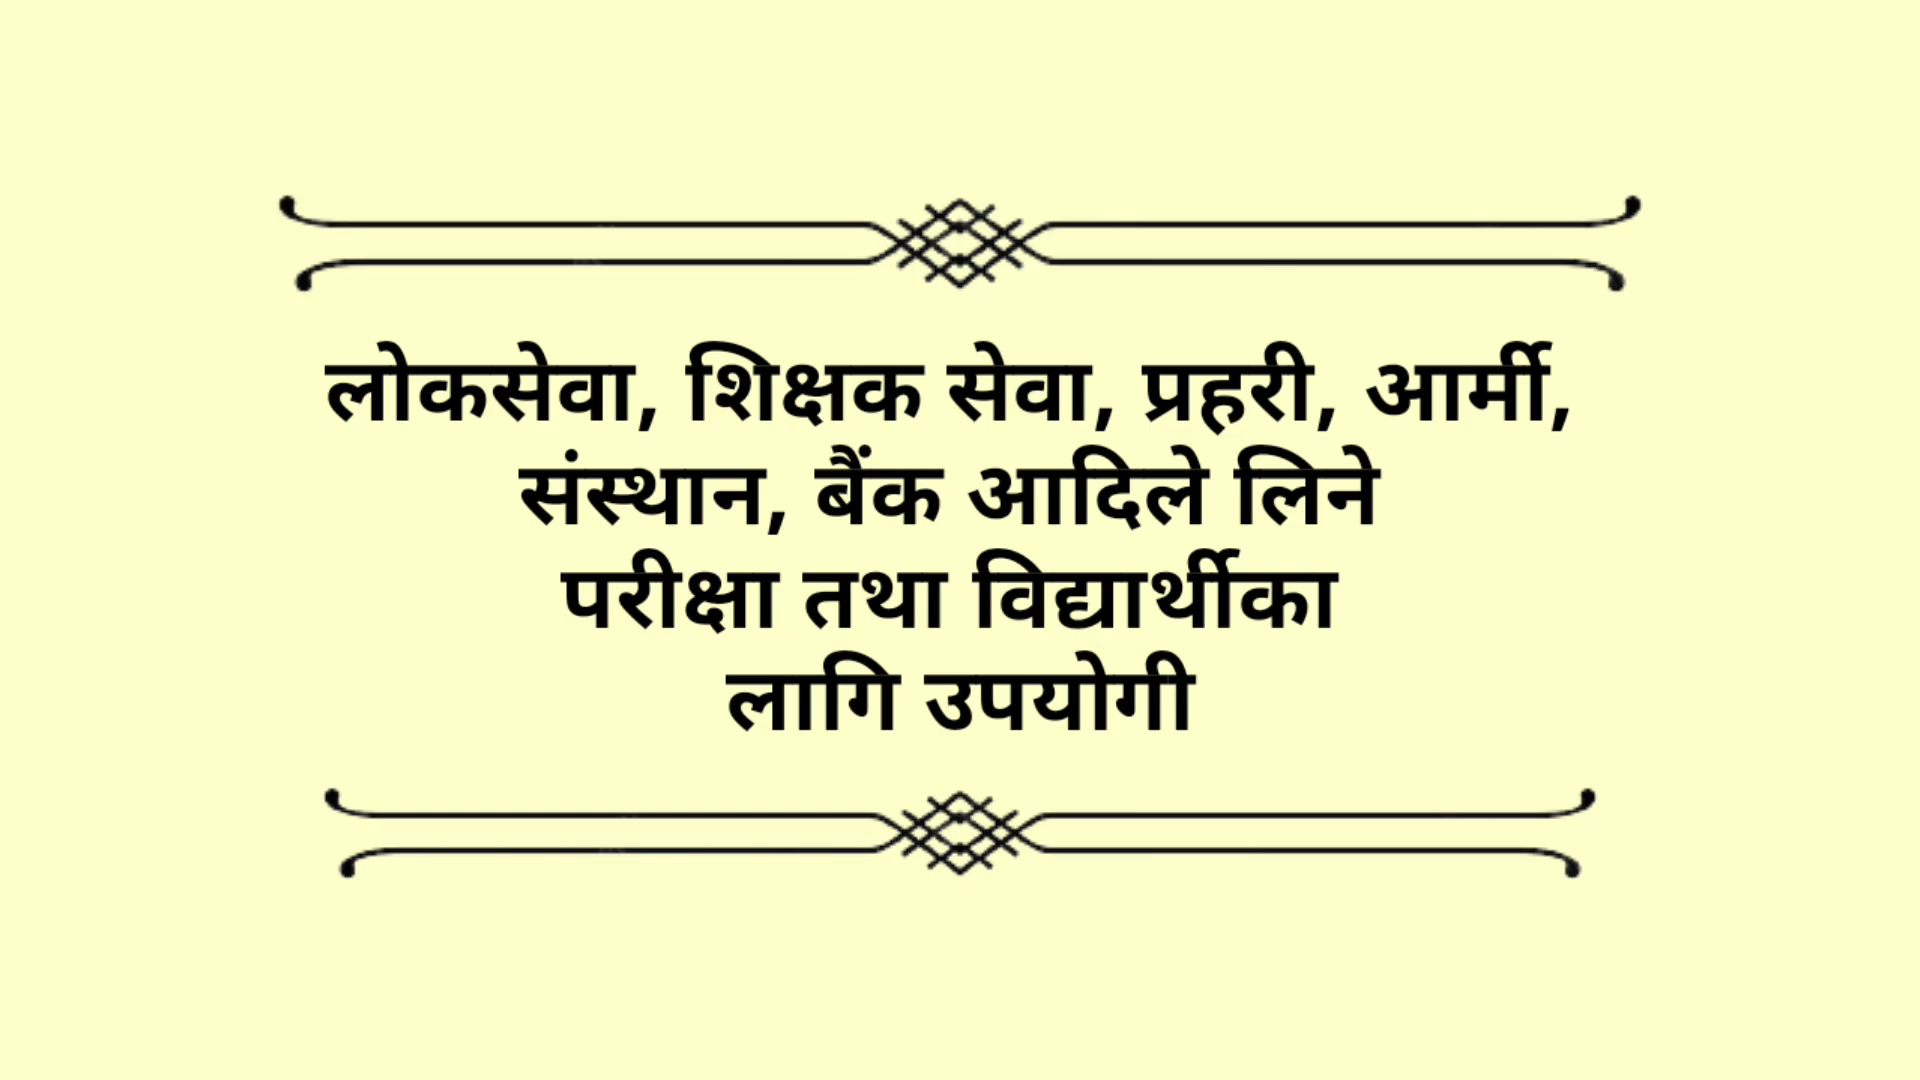 लोकसेवा, शिक्षक सेवा, प्रहरी, आर्मी,
संस्थान, बैंक आदिले लिने
परीक्षा तथा विद्यार्थीका
लागि उपयोगी